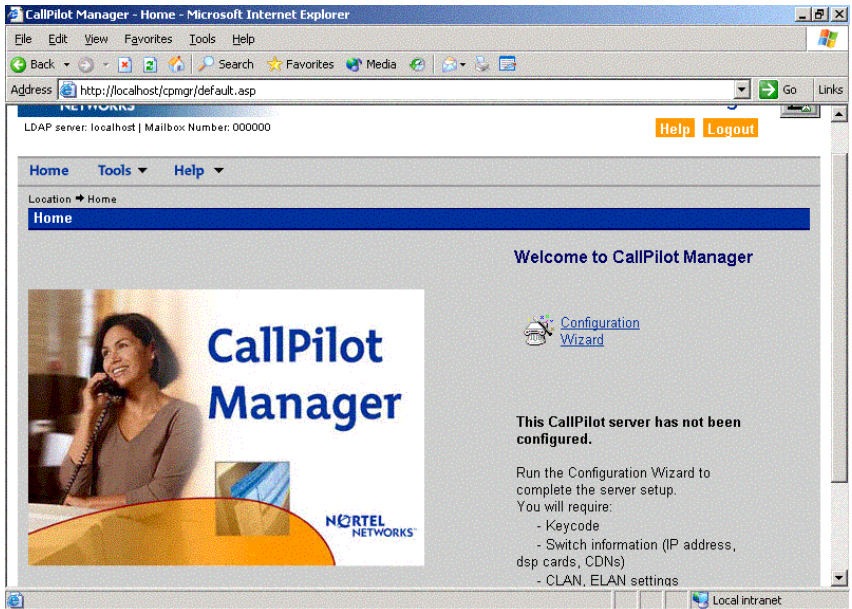 CallPilot Manager - Home - Microsoft Internet Explorer
File Edit View Favorites Tools Help
Back Search Favorites Media
Address http://localhost/cpmgr/default.asp Go Links
NETWORKS
LDAP server: localhost | Mailbox Number: 000000
Help Logout
Home Tools Help
Location Home
Home
Welcome to CallPilot Manager
Configuration
Wizard
CallPilot
Manager
NORTEL
NETWORKS™
This CallPilot server has not been
configured.
Run the Configuration Wizard to
complete the server setup.
You will require:
- Keycode
- Switch information (IP address,
dsp cards, CDNs)
- CLAN, ELAN settings
Local intranet